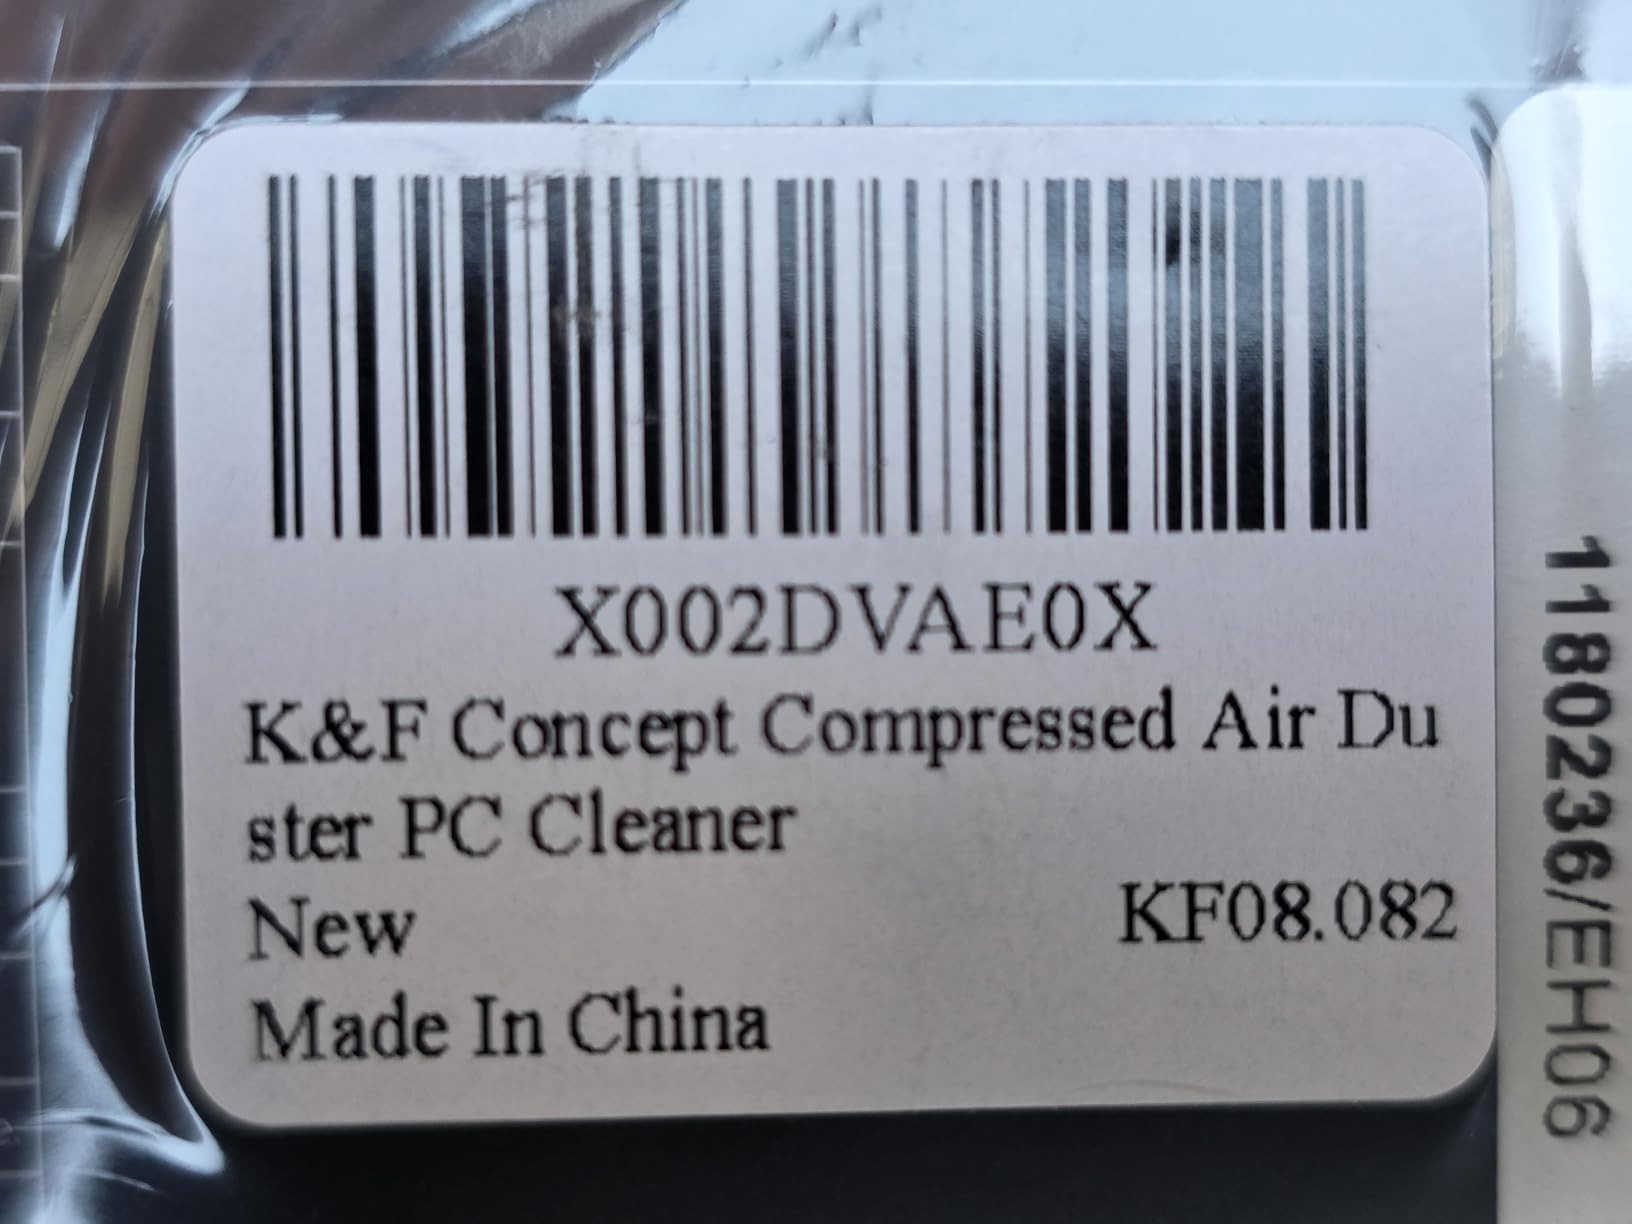 X002DVAE0X
K&F Concept Compressed Air Du
ster PC Cleaner
New KF08.082
Made In China
1180236/EH06